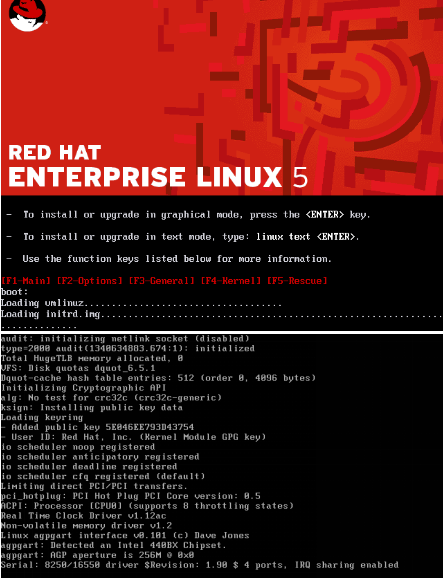 RED HAT
ENTERPRISE LINUX 5
-  To install or upgrade in graphical mode, press the <ENTER> key.
-  To install or upgrade in text mode, type: linux text <ENTER>.
-  Use the function keys listed below for more information.
[F1-Main] [F2-Options] [F3-General] [F4-Kernel] [F5-Rescue]
boot:
Loading vmlinuz..................................
Loading initrd.img..........................................................
..............
audit: initializing netlink socket (disabled)
type=2000 audit(1340634883.674:1): initialized
Total HugeTLB memory allocated, 0
VFS: Disk quotas dquot_6.5.1
Dquot-cache hash table entries: 512 (order 0, 4096 bytes)
Initializing Cryptographic API
alg: No test for crc32c (crc32c-generic)
ksign: Installing public key data
Loading keyring
- Added public key 5E046EE793D43754
- User ID: Red Hat, Inc. (Kernel Module GPG key)
io scheduler noop registered
io scheduler anticipatory registered
io scheduler deadline registered
io scheduler cfq registered (default)
Limiting direct PCI/PCI transfers.
pci_hotplug: PCI Hot Plug PCI Core version: 0.5
ACPI: Processor [CPU0] (supports 8 throttling states)
Real Time Clock Driver v1.12ac
Non-volatile memory driver v1.2
Linux agpgart interface v0.101 (c) Dave Jones
agpgart: Detected an Intel 440BX Chipset.
agpgart: AGP aperture is 256M @ 0x0
Serial: 8250/16550 driver $Revision: 1.90 $ 4 ports, IRQ sharing enabled